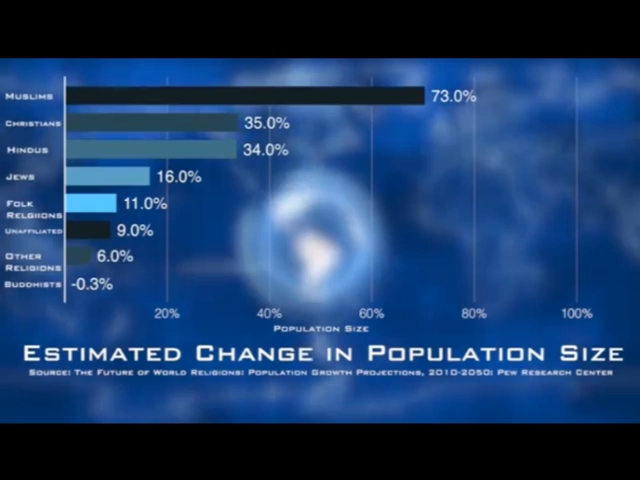 MUSLIMS 73.0%
CHRISTIANS 35.0%
HINDUS 34.0%
JEWS 16.0%
FOLK 11.0%
RELGIIONS
UNAFFILIATED 9.0%
OTHER 6.0%
RELIGIONS
BUDDHISTS -0.3%
20% 40% 60% 80% 100%
POPULATION SIZE
ESTIMATED CHANGE IN POPULATION SIZE
SOURCE: THE FUTURE OF WORLD RELIGIONS: POPULATION GROWTH PROJECTIONS, 2010-2050: PEW RESEARCH CENTER